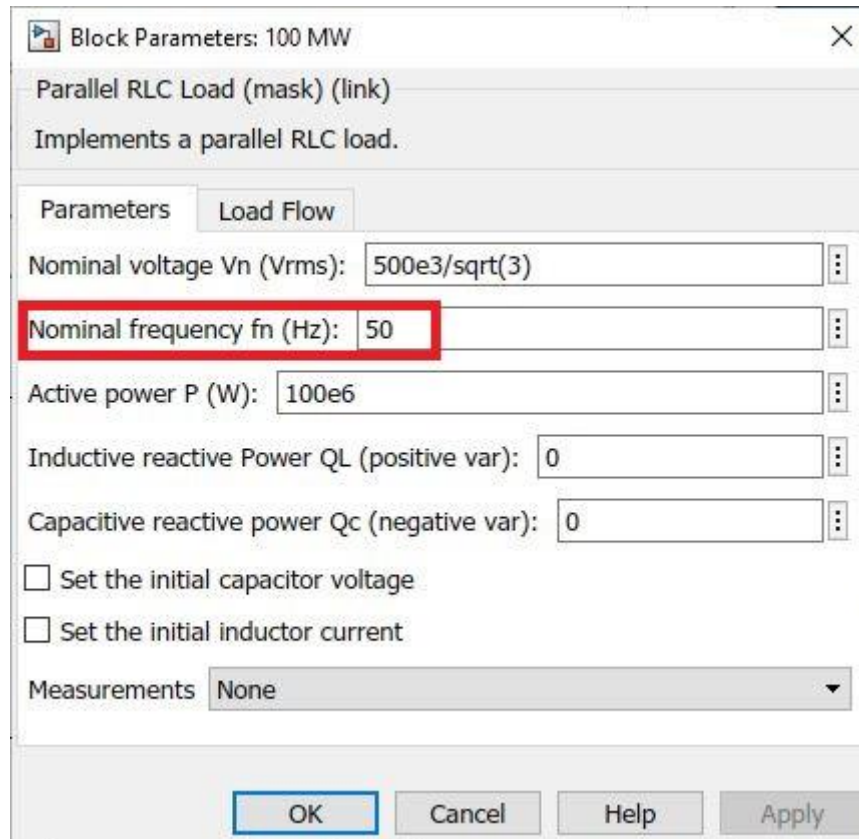 Block Parameters: 100 MW
Parallel RLC Load (mask) (link)
Implements a parallel RLC load.
Parameters Load Flow
Nominal voltage Vn (Vrms): 500e3/sqrt(3)
Nominal frequency fn (Hz): 50
Active power P (W): 100e6
Inductive reactive Power QL (positive var): 0
Capacitive reactive power Qc (negative var): 0
Set the initial capacitor voltage
Set the initial inductor current
Measurements None
OK Cancel Help Apply